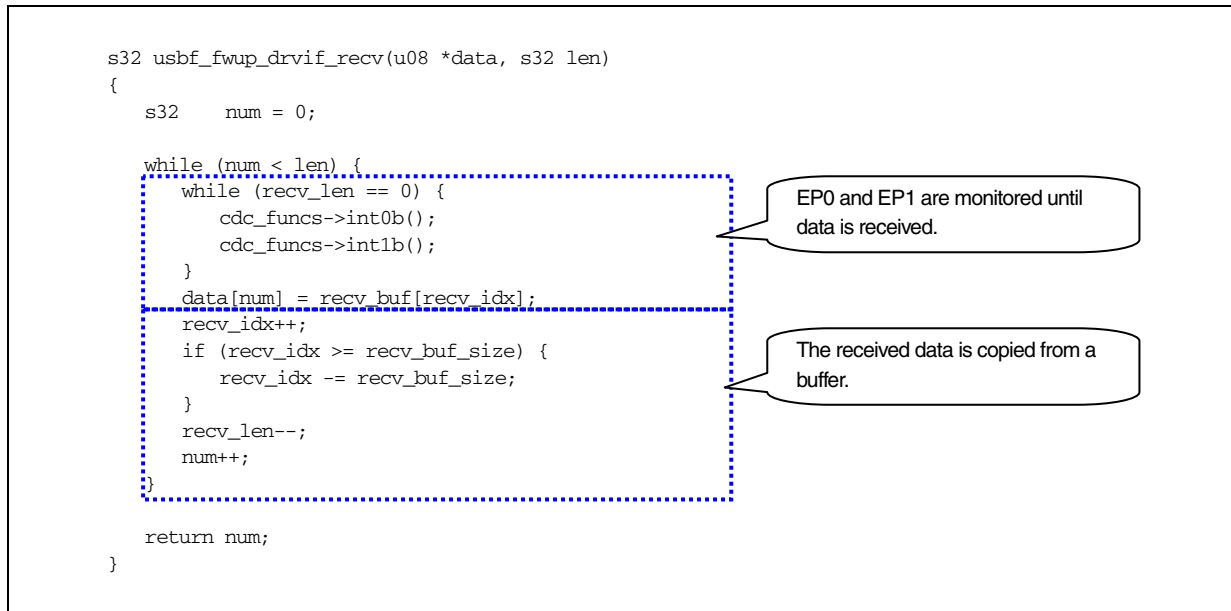 s32 usbf_fwup_drvif_recv(u08 *data, s32 len)
{
s32 num = 0;
while (num < len) {
while (recv_len == 0) {
cdc_funcs->int0b();
cdc_funcs->int1b();
}
data[num] = recv_buf[recv_idx];
recv_idx++;
if (recv_idx >= recv_buf_size) {
recv_idx -= recv_buf_size;
}
recv_len--;
num++;
}
return num;
}
EP0 and EP1 are monitored until
data is received.
The received data is copied from a
buffer.